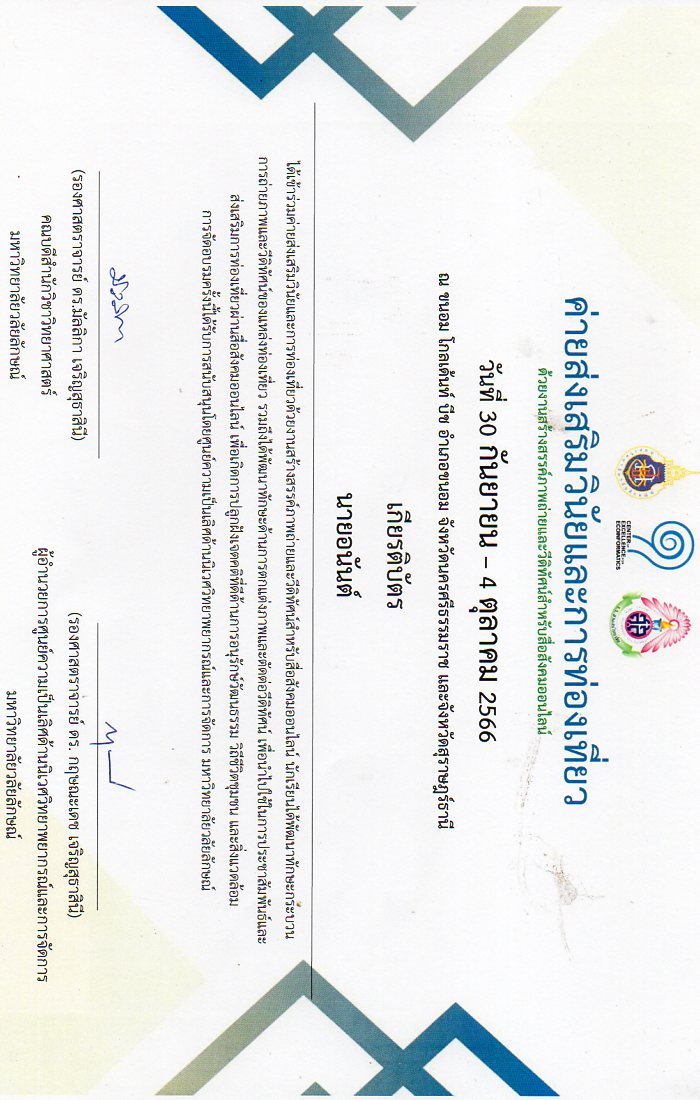 CENTER of
EXCELLENCE for
ECOINFORMATICS
ค่ายส่งเสริมวินัยและการท่องเที่ยว
ด้วยงานสร้างสรรค์ภาพถ่ายและวีดิทัศน์สำหรับสื่อสังคมออนไลน์
วันที่ 30 กันยายน – 4 ตุลาคม 2566
ณ ขนอม โกลเด้นท์ บีช อำเภอขนอม จังหวัดนครศรีธรรมราช และจังหวัดสุราษฎร์ธานี
เกียรติบัตร
นายอนันต์
ได้เข้าร่วมค่ายส่งเสริมวินัยและการท่องเที่ยวด้วยงานสร้างสรรค์ภาพถ่ายและวีดิทัศน์สำหรับสื่อสังคมออนไลน์ นักเรียนได้พัฒนาทักษะกระบวน
การถ่ายภาพและวีดิทัศน์ของแหล่งท่องเที่ยว รวมถึงได้พัฒนาทักษะด้านการตกแต่งภาพและตัดต่อวีดิทัศน์ เพื่อนำไปใช้ในการประชาสัมพันธ์และ
ส่งเสริมการท่องเที่ยวผ่านสื่อสังคมออนไลน์ เพื่อเกิดการปลูกฝังเจตคติที่ดีด้านการอนุรักษ์วัฒนธรรม วิถีชีวิตชุมชน และสิ่งแวดล้อม
การจัดอบรมครั้งนี้ได้รับการสนับสนุนโดยศูนย์ความเป็นเลิศด้านนิเวศวิทยาพยากรณ์และการจัดการ มหาวิทยาลัยวลัยลักษณ์
(รองศาสตราจารย์ ดร.มัลลิกา เจริญสุธาสินี)
คณบดีสำนักวิชาวิทยาศาสตร์
มหาวิทยาลัยวลัยลักษณ์
(รองศาสตราจารย์ ดร. กฤษณะเดช เจริญสุธาสินี)
ผู้อำนวยการศูนย์ความเป็นเลิศด้านนิเวศวิทยาพยากรณ์และการจัดการ
มหาวิทยาลัยวลัยลักษณ์